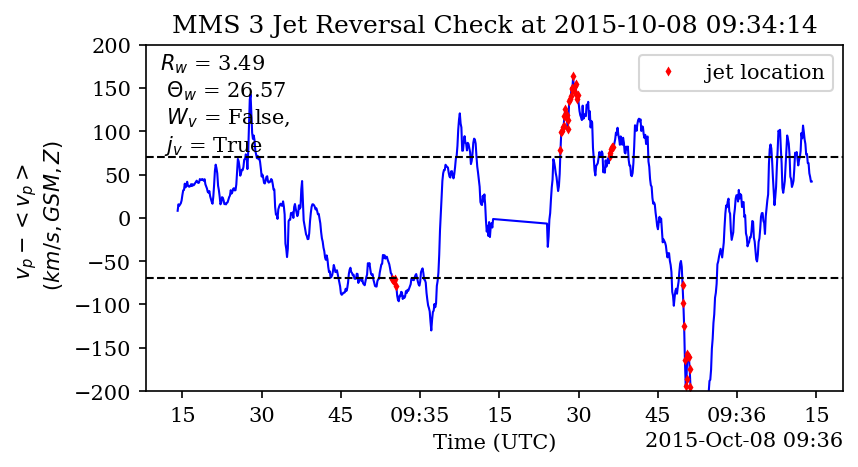 MMS 3 Jet Reversal Check at 2015-10-08 09:34:14
R_w = 3.49
Θ_w = 26.57
W_v = False,
j_v = True
jet location
v_p − < v_p >
(km/s, GSM, Z)
200
150
100
50
0
−50
−100
−150
−200
15 30 45 09:35 15 30 45 09:36 15
Time (UTC)
2015-Oct-08 09:36